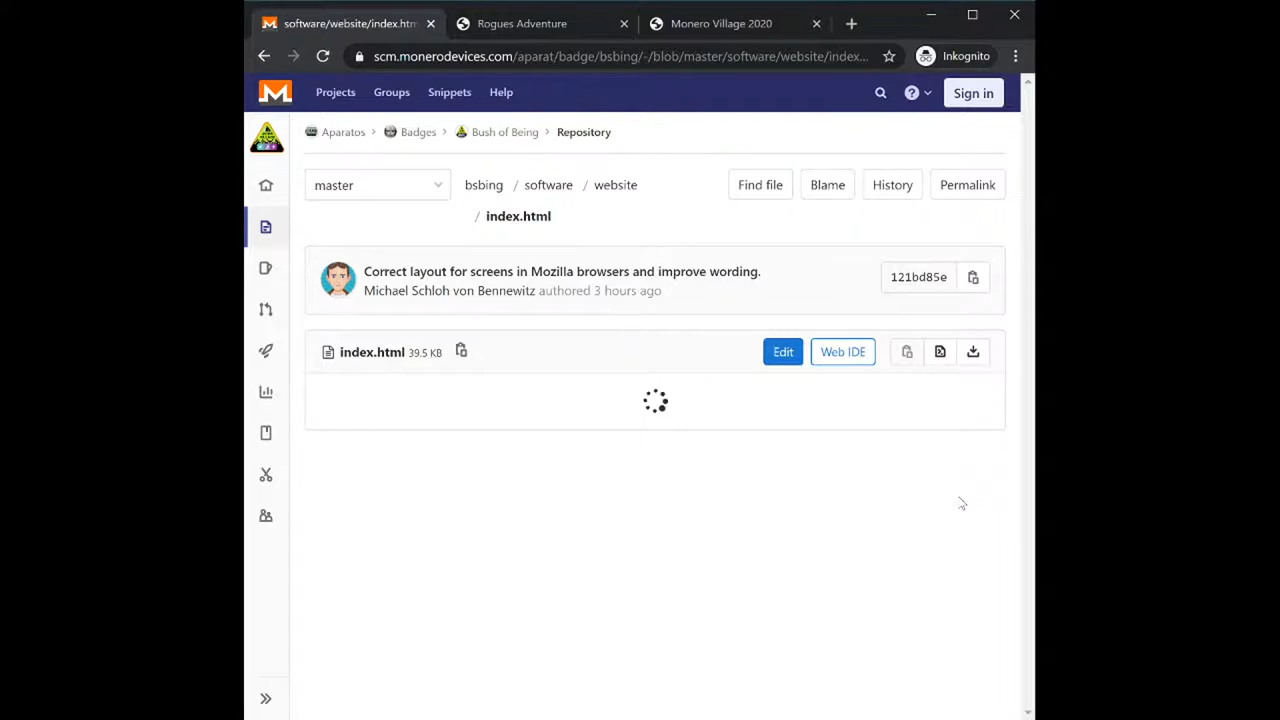 software/website/index.htm
Rogues Adventure
Monero Village 2020
scm.monerodevices.com/aparat/badge/bsbing/-/blob/master/software/website/index...
Inkognito
Projects
Groups
Snippets
Help
Sign in
Aparatos > Badges > Bush of Being > Repository
master
bsbing / software / website
/ index.html
Find file
Blame
History
Permalink
Correct layout for screens in Mozilla browsers and improve wording.
Michael Schloh von Bennewitz authored 3 hours ago
121bd85e
index.html 39.5 KB
Edit
Web IDE